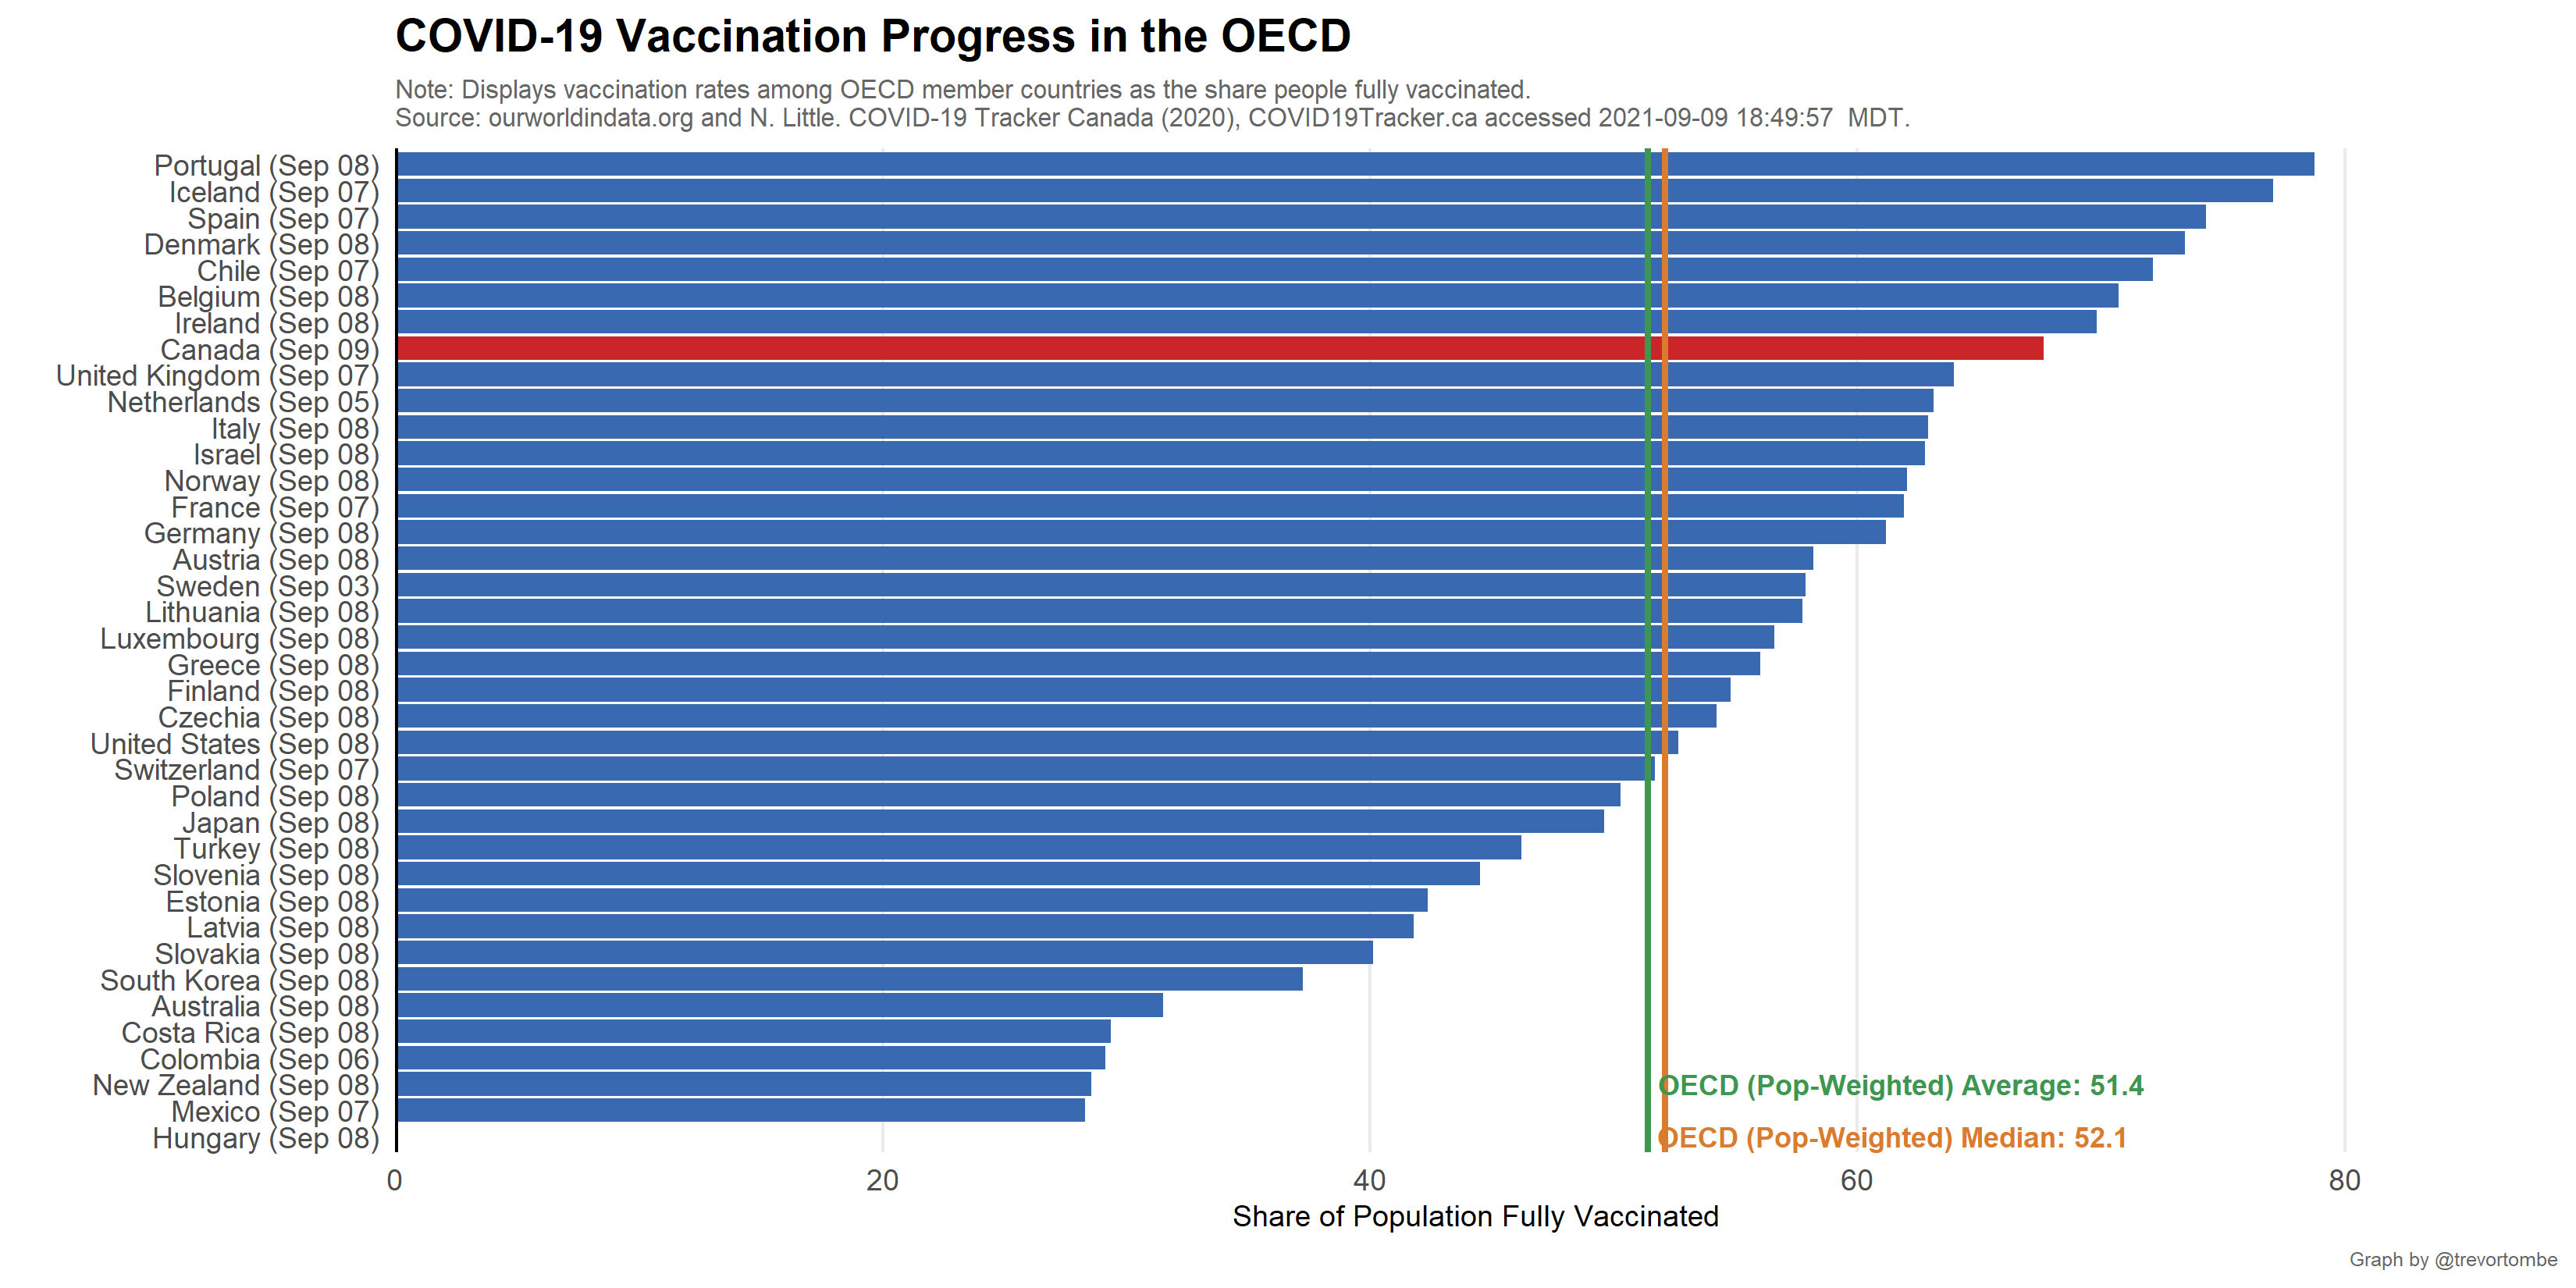 COVID-19 Vaccination Progress in the OECD
Note: Displays vaccination rates among OECD member countries as the share people fully vaccinated.
Source: ourworldindata.org and N. Little. COVID-19 Tracker Canada (2020), COVID19Tracker.ca accessed 2021-09-09 18:49:57  MDT.
Portugal (Sep 08)
Iceland (Sep 07)
Spain (Sep 07)
Denmark (Sep 08)
Chile (Sep 07)
Belgium (Sep 08)
Ireland (Sep 08)
Canada (Sep 09)
United Kingdom (Sep 07)
Netherlands (Sep 05)
Italy (Sep 08)
Israel (Sep 08)
Norway (Sep 08)
France (Sep 07)
Germany (Sep 08)
Austria (Sep 08)
Sweden (Sep 03)
Lithuania (Sep 08)
Luxembourg (Sep 08)
Greece (Sep 08)
Finland (Sep 08)
Czechia (Sep 08)
United States (Sep 08)
Switzerland (Sep 07)
Poland (Sep 08)
Japan (Sep 08)
Turkey (Sep 08)
Slovenia (Sep 08)
Estonia (Sep 08)
Latvia (Sep 08)
Slovakia (Sep 08)
South Korea (Sep 08)
Australia (Sep 08)
Costa Rica (Sep 08)
Colombia (Sep 06)
New Zealand (Sep 08)
Mexico (Sep 07)
Hungary (Sep 08)
OECD (Pop-Weighted) Average: 51.4
OECD (Pop-Weighted) Median: 52.1
0 20 40 60 80
Share of Population Fully Vaccinated
Graph by @trevortombe